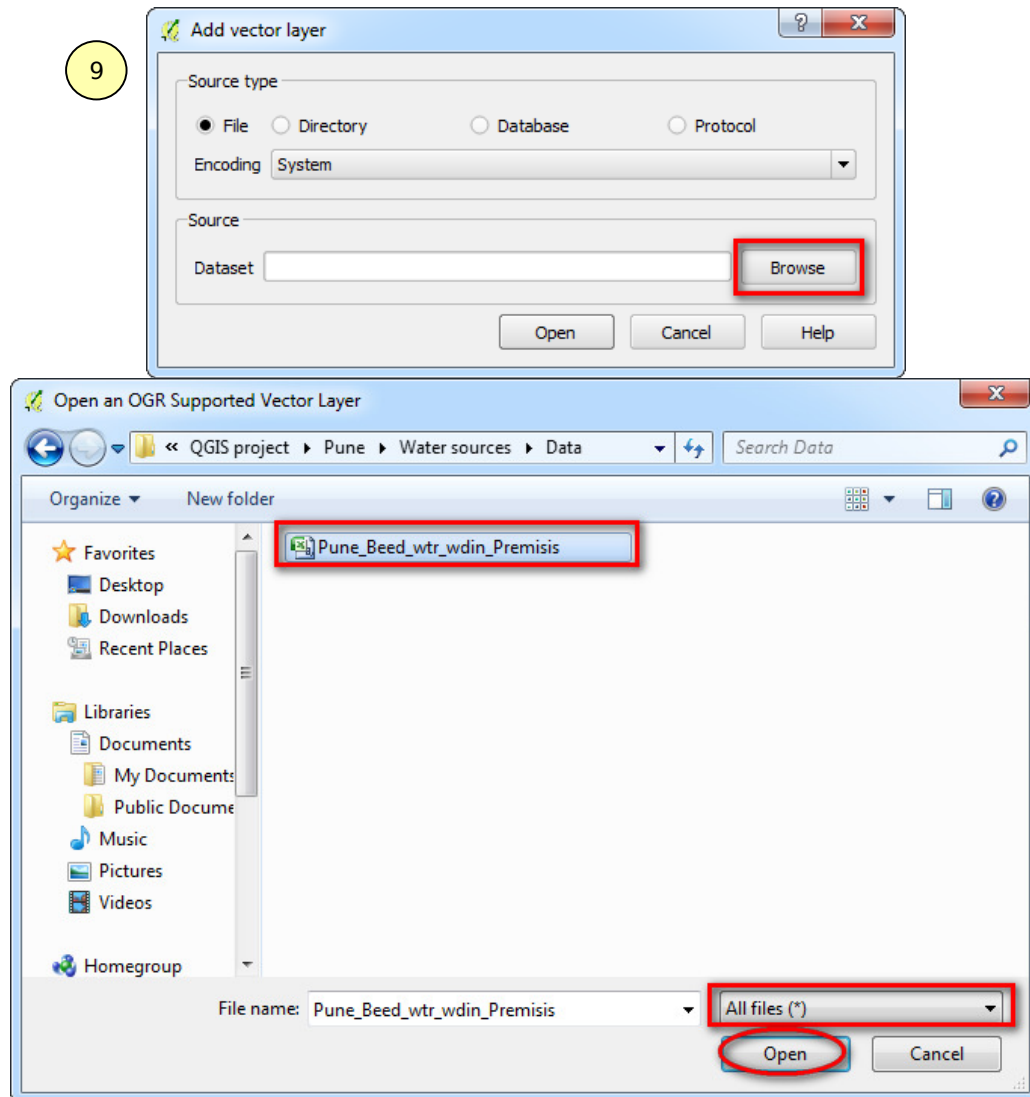 9
Add vector layer
Source type
File Directory Database Protocol
Encoding System
Source
Dataset Browse
Open Cancel Help
Open an OGR Supported Vector Layer
« QGIS project Pune Water sources Data Search Data
Organize New folder
Favorites
Pune_Beed_wtr_wdin_Premisis
Desktop
Downloads
Recent Places
Libraries
Documents
My Documents
Public Docume
Music
Pictures
Videos
Homegroup
File name: Pune_Beed_wtr_wdin_Premisis All files (*)
Open Cancel